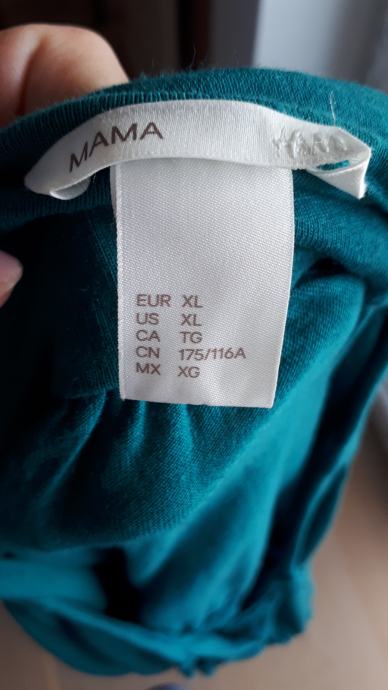 MAMA
EUR XL
US XL
CA TG
CN 175/116A
MX XG